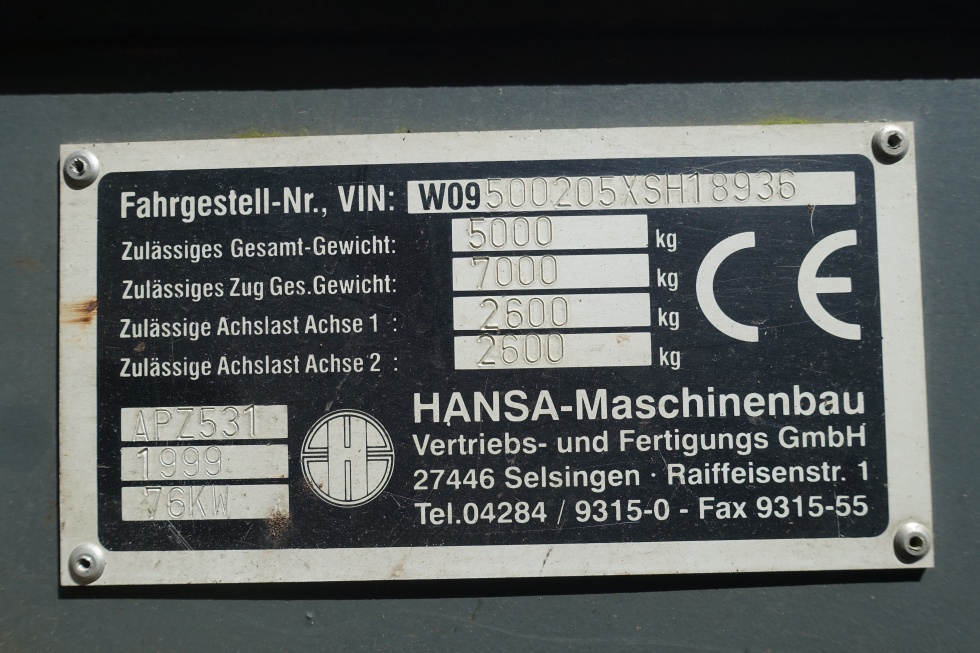 Fahrgestell-Nr., VIN: W09500205XSH18936
Zulässiges Gesamt-Gewicht: 5000 kg
Zulässiges Zug Ges.Gewicht: 7000 kg
Zulässige Achslast Achse 1 : 2600 kg
Zulässige Achslast Achse 2 : 2600 kg
CE
APZ531
1999
76KW
H
HANSA-Maschinenbau
Vertriebs- und Fertigungs GmbH
27446 Selsingen · Raiffeisenstr. 1
Tel.04284 / 9315-0 - Fax 9315-55